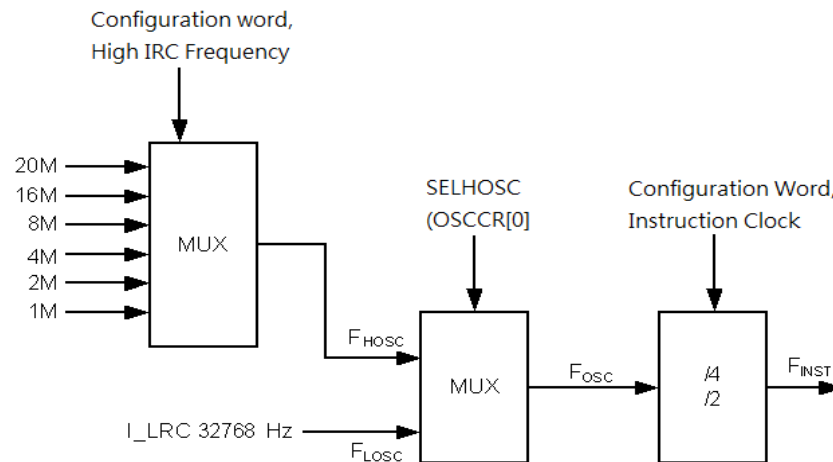 Configuration word,
High IRC Frequency
20M
16M
8M
4M
2M
1M
MUX
SELHOSC
(OSCCR[0]
Configuration Word,
Instruction Clock
FHOSC
MUX
FOSC
/4
/2
FINST
I_LRC 32768 Hz
FLOSC